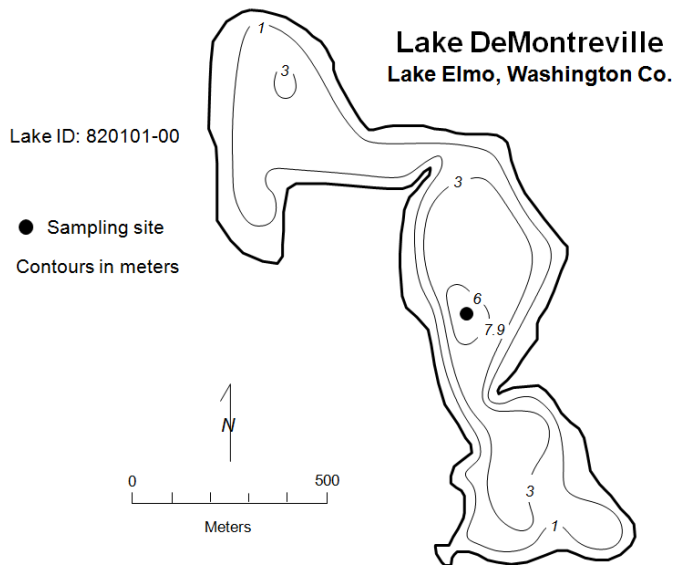 Lake DeMontreville
Lake Elmo, Washington Co.
1
3
Lake ID: 820101-00
3
Sampling site
Contours in meters
6
7.9
N
0 500
Meters
3
1